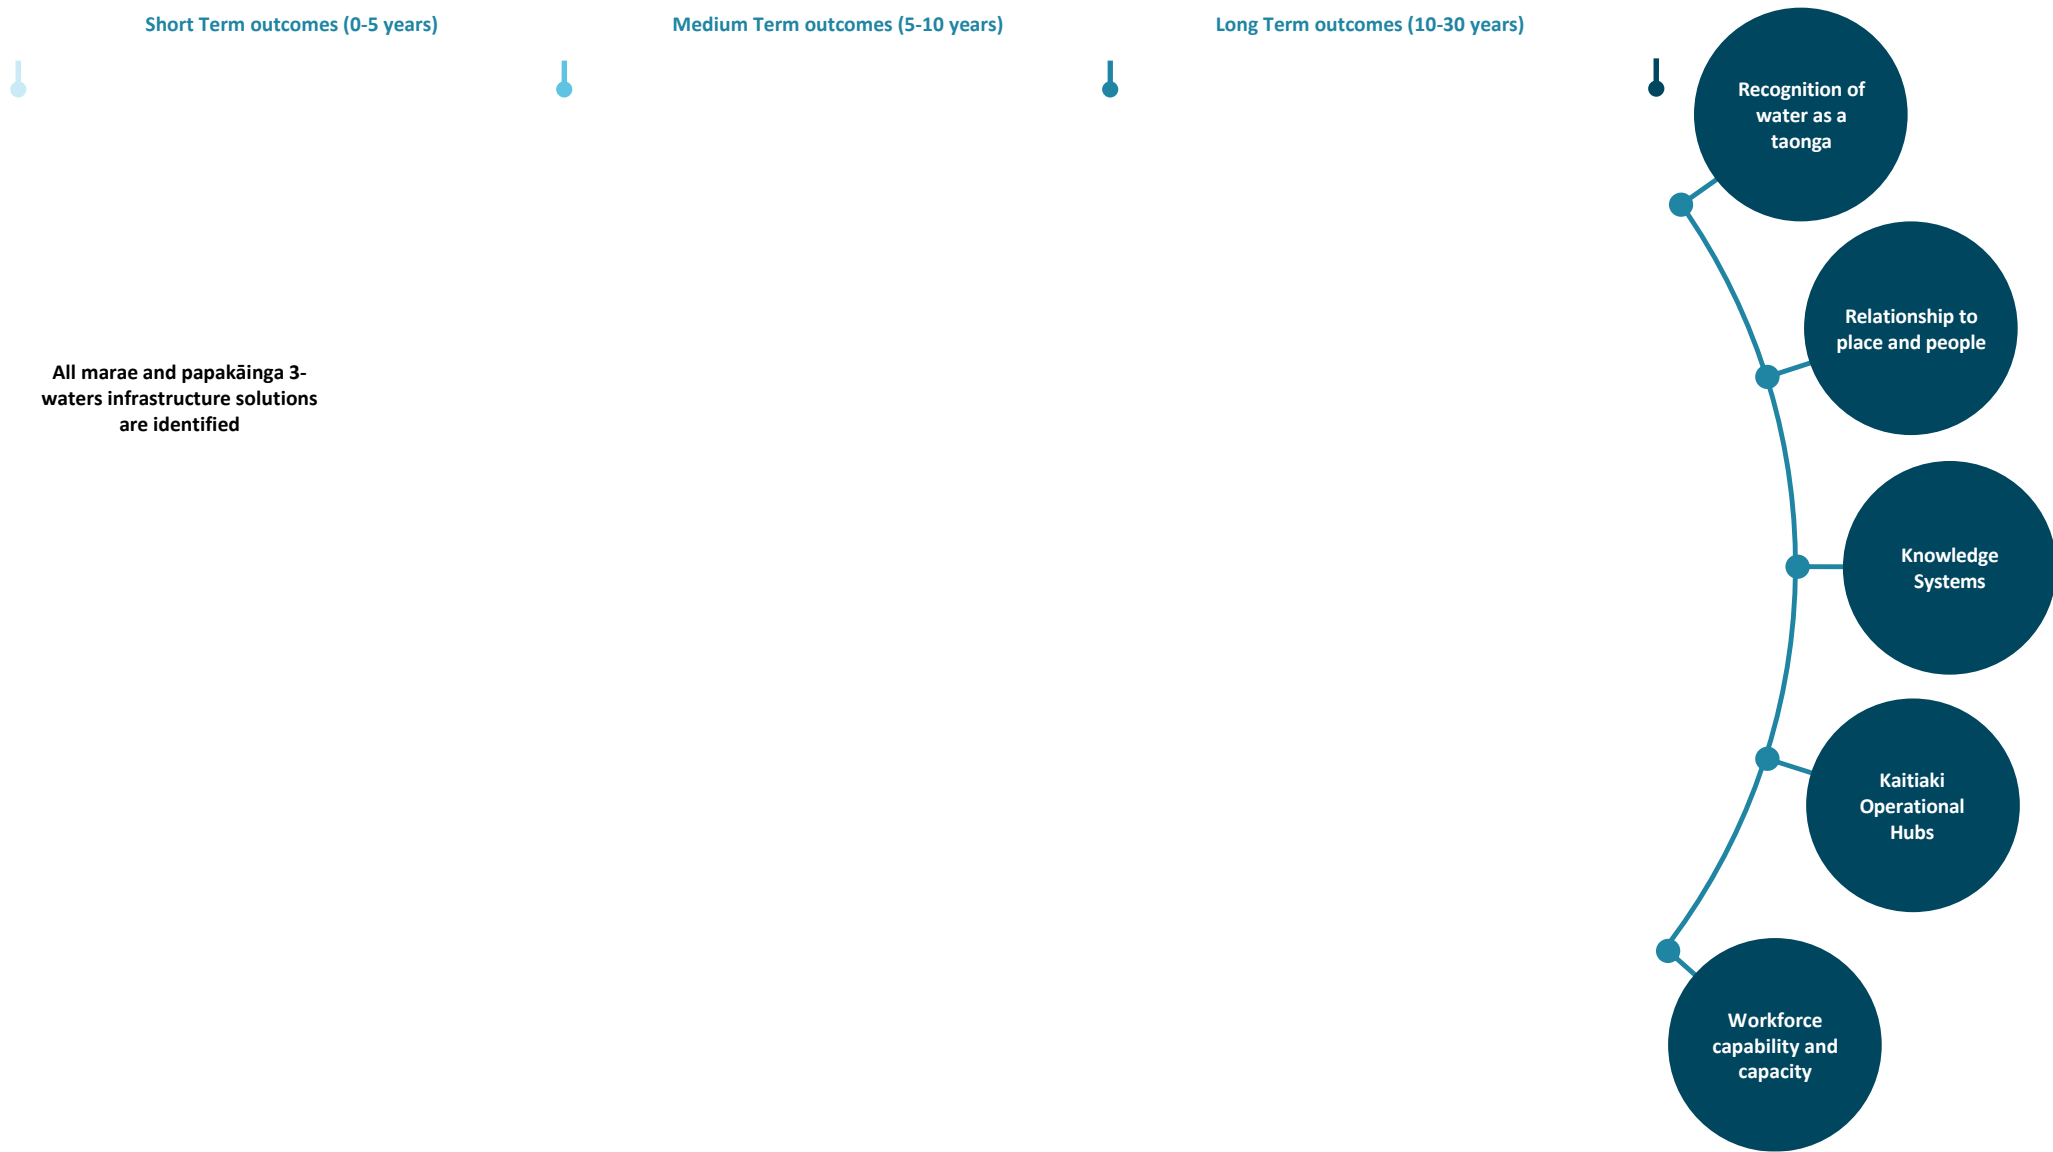 Short Term outcomes (0-5 years)
Medium Term outcomes (5-10 years)
Long Term outcomes (10-30 years)
Recognition of
water as a
taonga
Relationship to
place and people
All marae and papakāinga 3-
waters infrastructure solutions
are identified
Knowledge
Systems
Kaitiaki
Operational
Hubs
Workforce
capability and
capacity